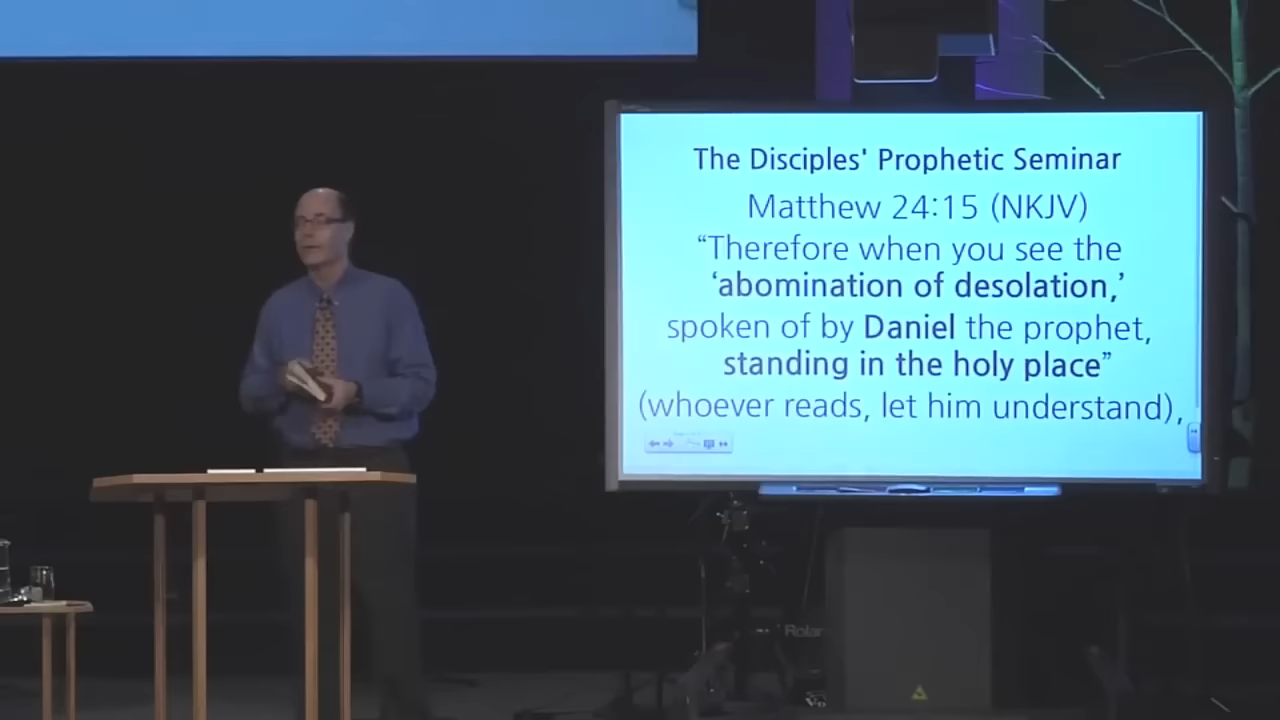 The Disciples' Prophetic Seminar
Matthew 24:15 (NKJV)
“Therefore when you see the
‘abomination of desolation,’
spoken of by Daniel the prophet,
standing in the holy place”
(whoever reads, let him understand),
Roland